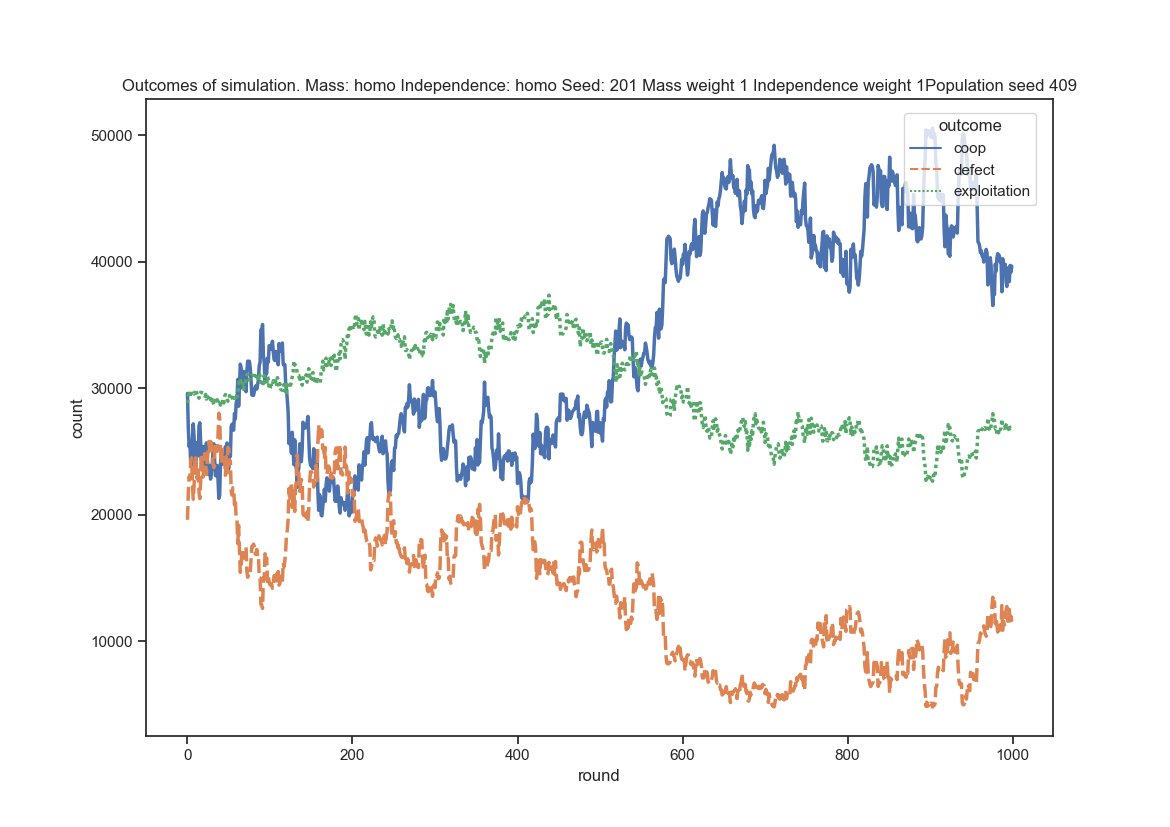 Outcomes of simulation. Mass: homo Independence: homo Seed: 201 Mass weight 1 Independence weight 1Population seed 409
outcome
coop
defect
exploitation
50000
40000
30000
20000
10000
count
0 200 400 600 800 1000
round